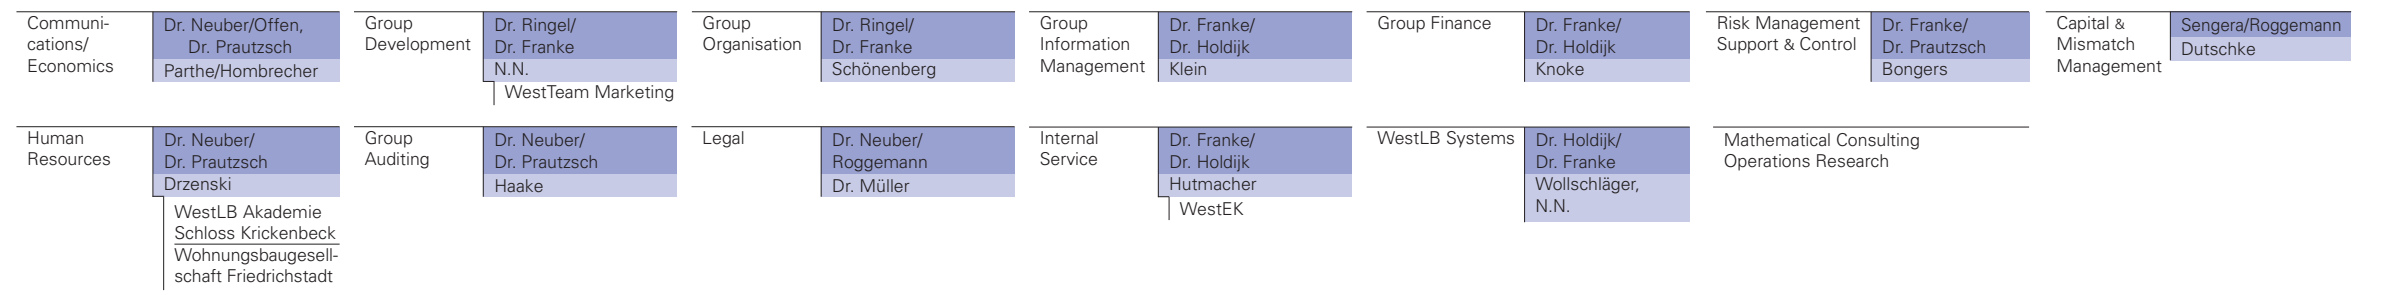 Communi-
cations/
Economics
Dr. Neuber/Offen,
Dr. Prautzsch
Parthe/Hombrecher
Group
Development
Dr. Ringel/
Dr. Franke
N.N.
WestTeam Marketing
Group
Organisation
Dr. Ringel/
Dr. Franke
Schönenberg
Group
Information
Management
Dr. Franke/
Dr. Holdijk
Klein
Group Finance
Dr. Franke/
Dr. Holdijk
Knoke
Risk Management
Support & Control
Dr. Franke/
Dr. Prautzsch
Bongers
Capital &
Mismatch
Management
Sengera/Roggemann
Dutschke
Human
Resources
Dr. Neuber/
Dr. Prautzsch
Drzenski
WestLB Akademie
Schloss Krickenbeck
Wohnungsbaugesell-
schaft Friedrichstadt
Group
Auditing
Dr. Neuber/
Dr. Prautzsch
Haake
Legal
Dr. Neuber/
Roggemann
Dr. Müller
Internal
Service
Dr. Franke/
Dr. Holdijk
Hutmacher
WestEK
WestLB Systems
Dr. Holdijk/
Dr. Franke
Wollschläger,
N.N.
Mathematical Consulting
Operations Research